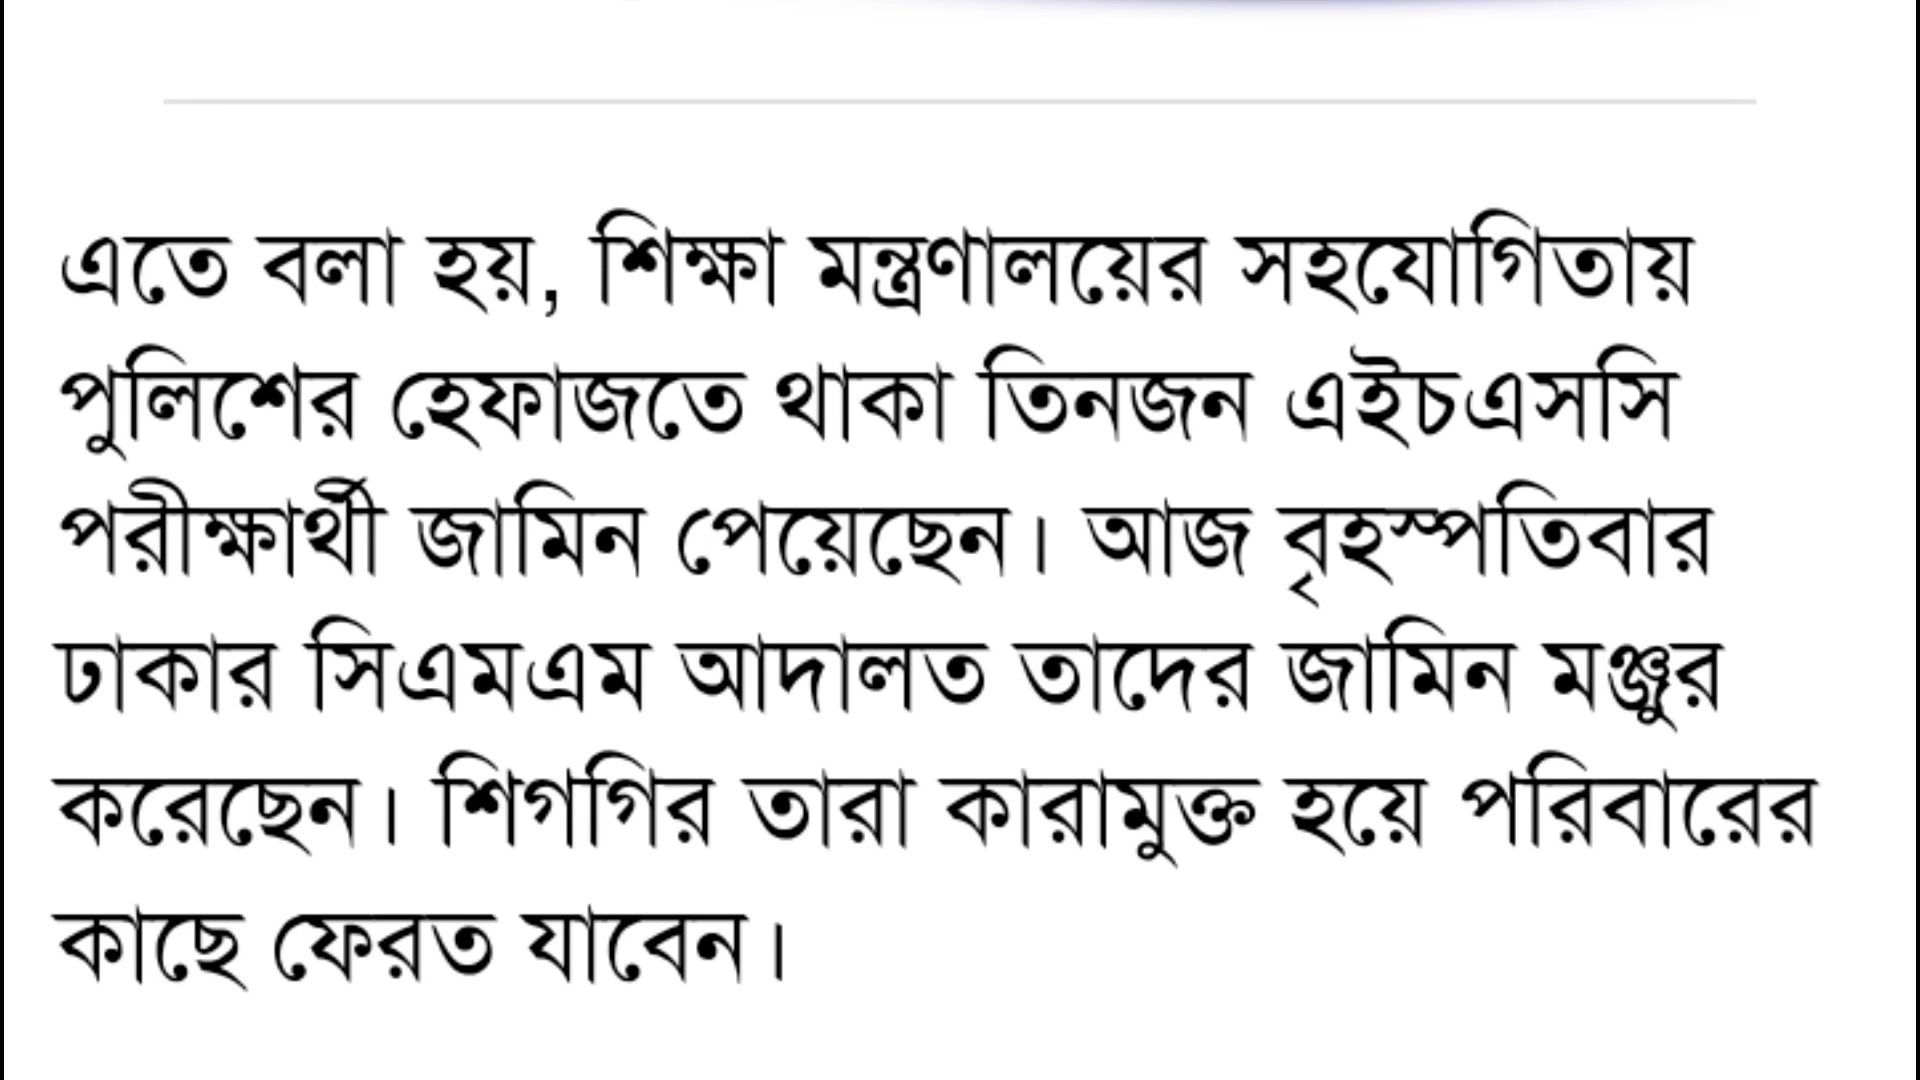 এতে বলা হয়, শিক্ষা মন্ত্রণালয়ের সহযোগিতায়
পুলিশের হেফাজতে থাকা তিনজন এইচএসসি
পরীক্ষার্থী জামিন পেয়েছেন। আজ বৃহস্পতিবার
ঢাকার সিএমএম আদালত তাদের জামিন মঞ্জুর
করেছেন। শিগগির তারা কারামুক্ত হয়ে পরিবারের
কাছে ফেরত যাবেন।